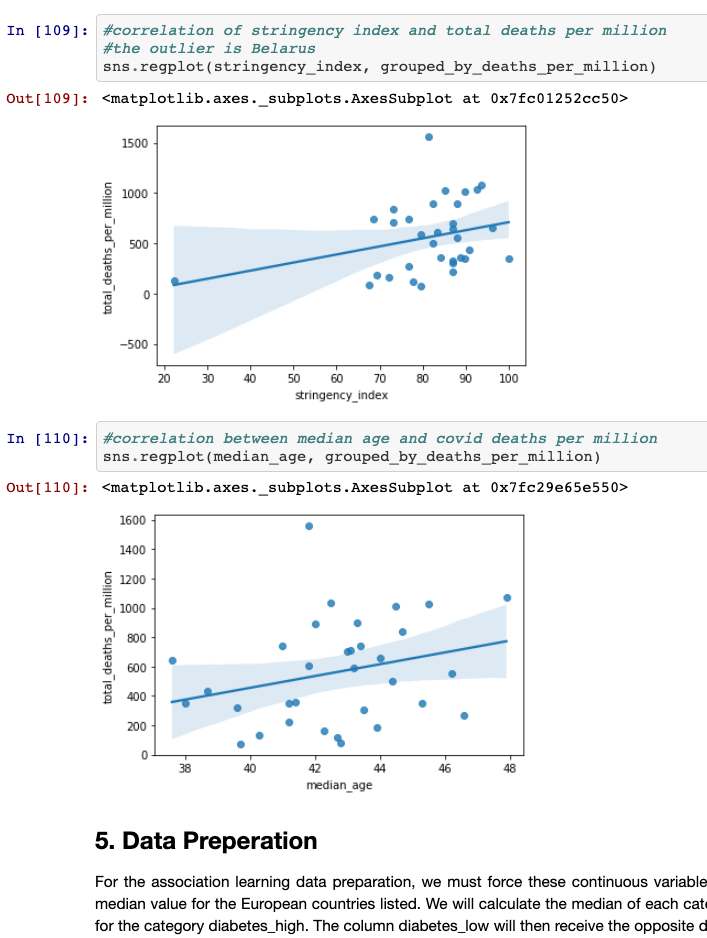 In [109]: #correlation of stringency index and total deaths per million
#the outlier is Belarus
sns.regplot(stringency_index, grouped_by_deaths_per_million)
Out[109]: <matplotlib.axes._subplots.AxesSubplot at 0x7fc01252cc50>
1500
1000
500
0
−500
total_deaths_per_million
20 30 40 50 60 70 80 90 100
stringency_index
In [110]: #correlation between median age and covid deaths per million
sns.regplot(median_age, grouped_by_deaths_per_million)
Out[110]: <matplotlib.axes._subplots.AxesSubplot at 0x7fc29e65e550>
1600
1400
1200
1000
800
600
400
200
0
total_deaths_per_million
38 40 42 44 46 48
median_age
5. Data Preperation
For the association learning data preparation, we must force these continuous variable
median value for the European countries listed. We will calculate the median of each cate
for the category diabetes_high. The column diabetes_low will then receive the opposite d